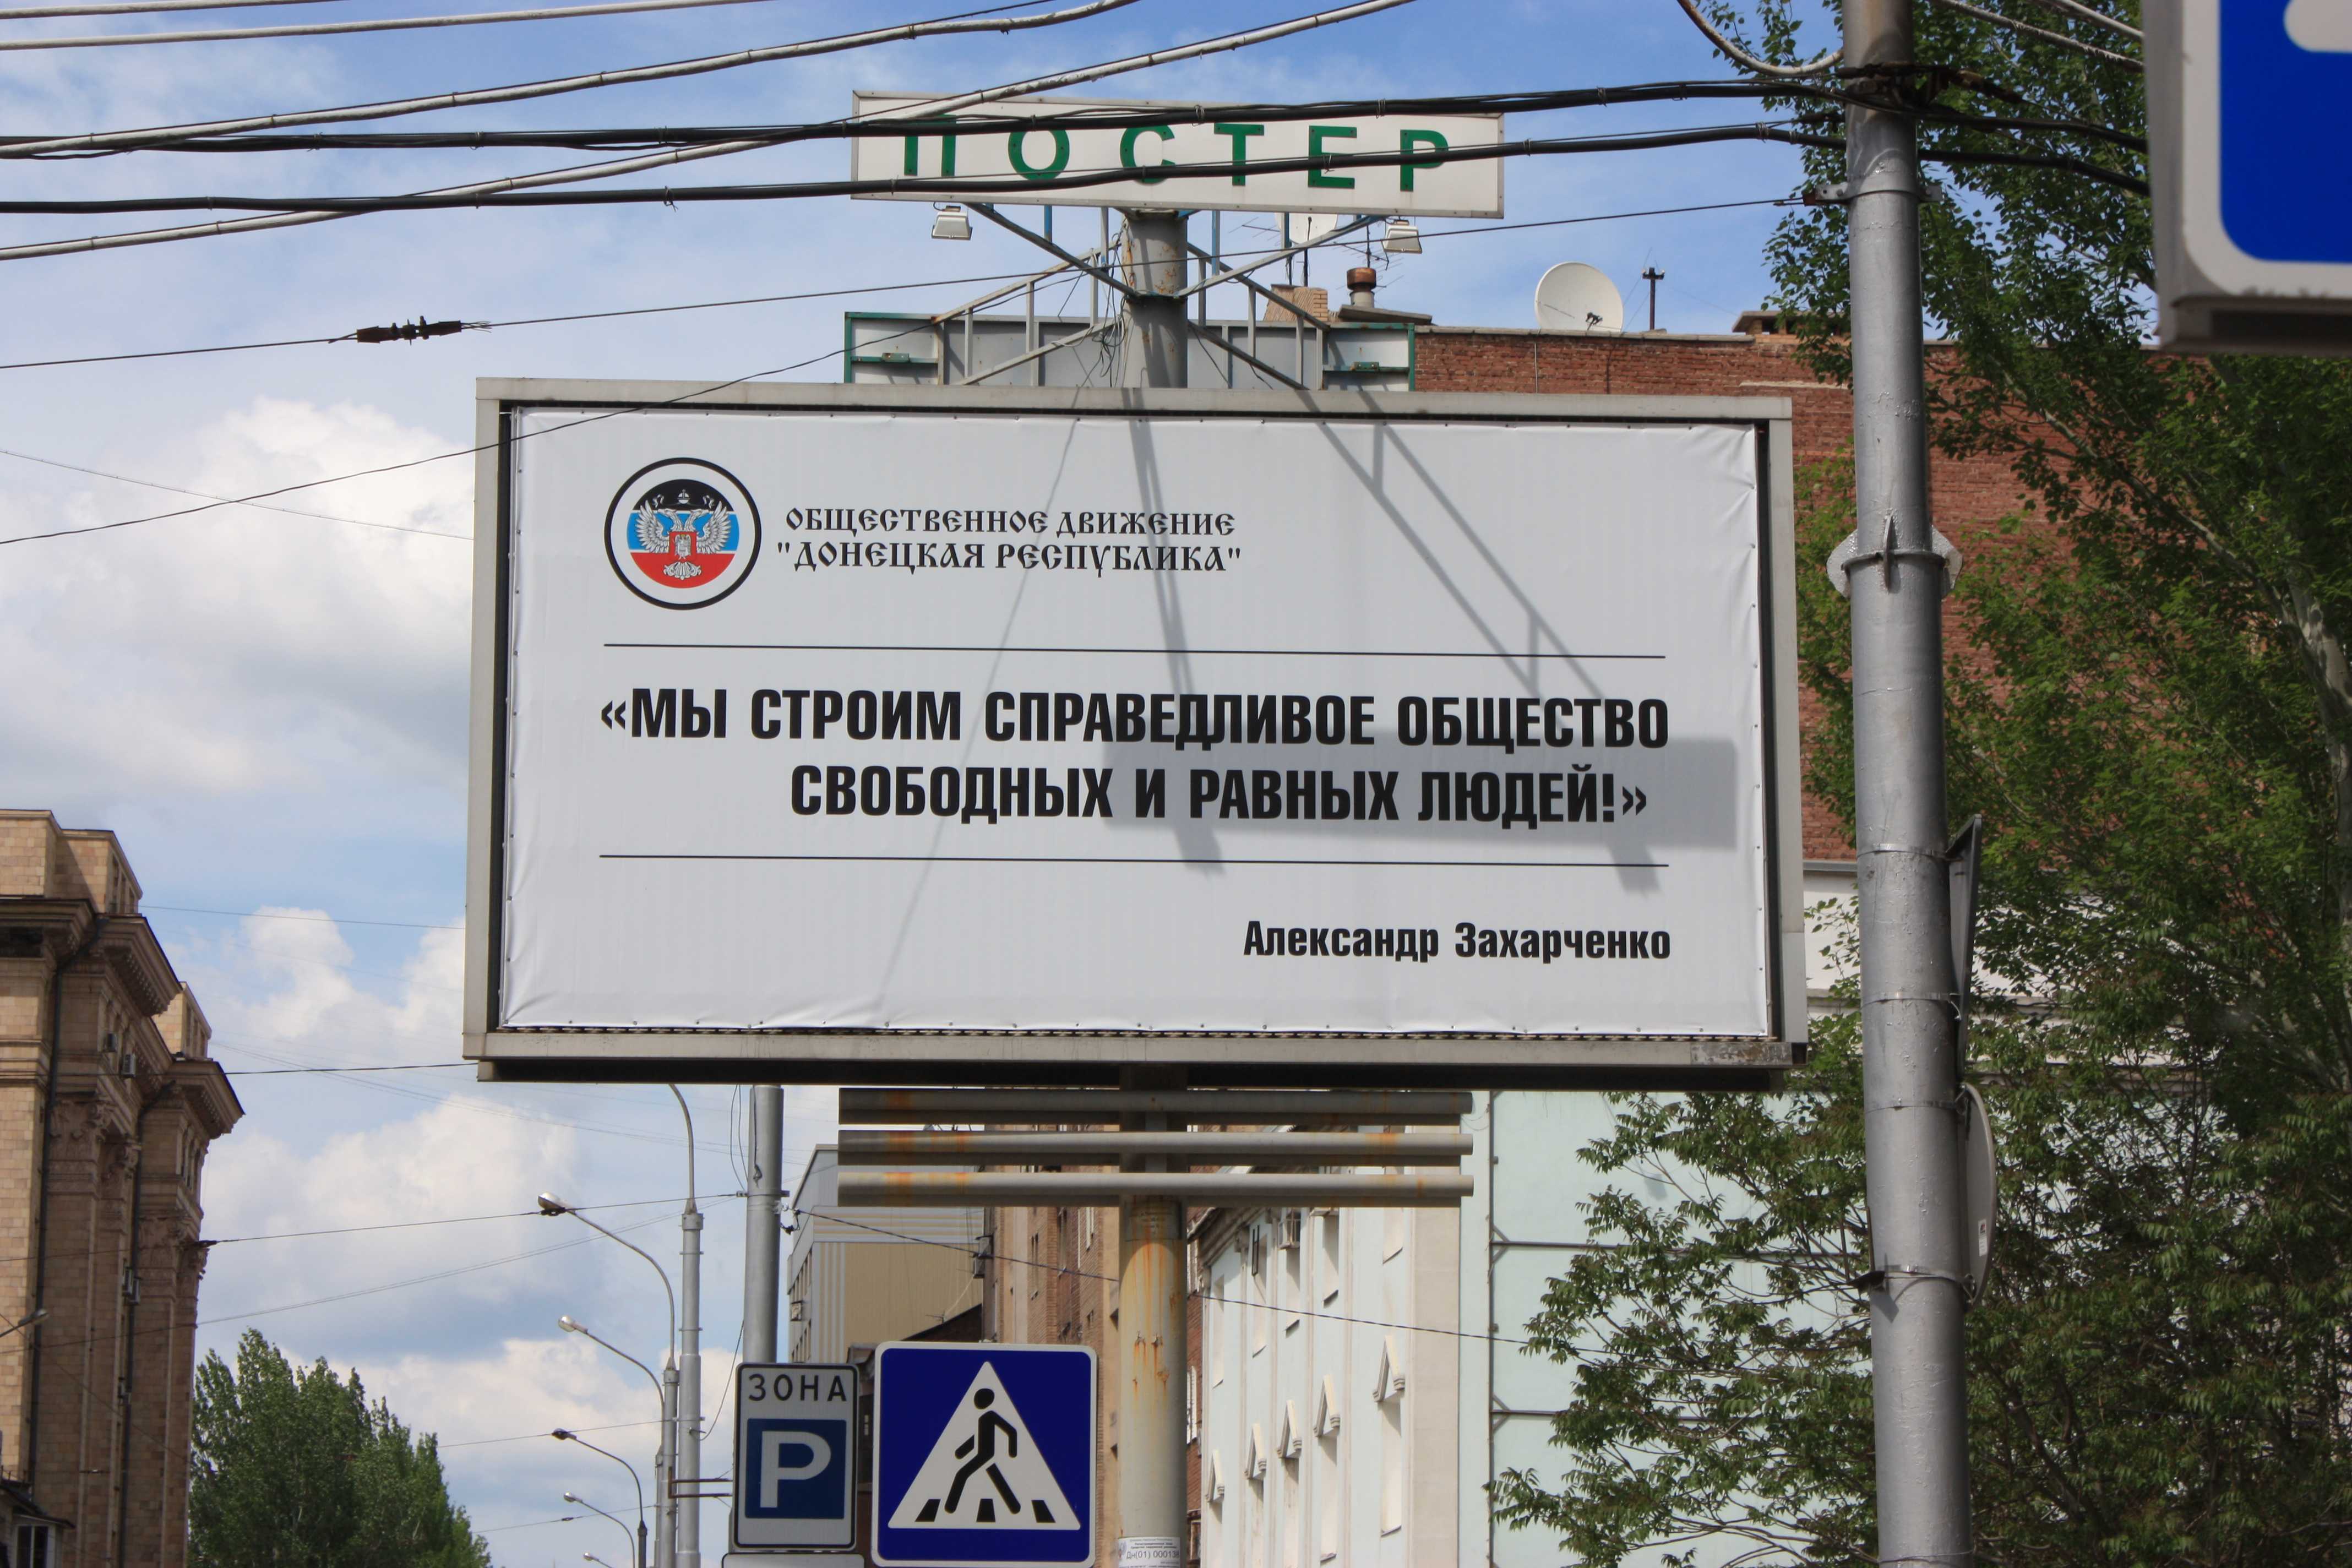 ПОСТЕР
ОБЩЕСТВЕННОЕ ДВИЖЕНИЕ
"ДОНЕЦКАЯ РЕСПУБЛИКА"
«МЫ СТРОИМ СПРАВЕДЛИВОЕ ОБЩЕСТВО
СВОБОДНЫХ И РАВНЫХ ЛЮДЕЙ!»
Александр Захарченко
ЗОНА
P